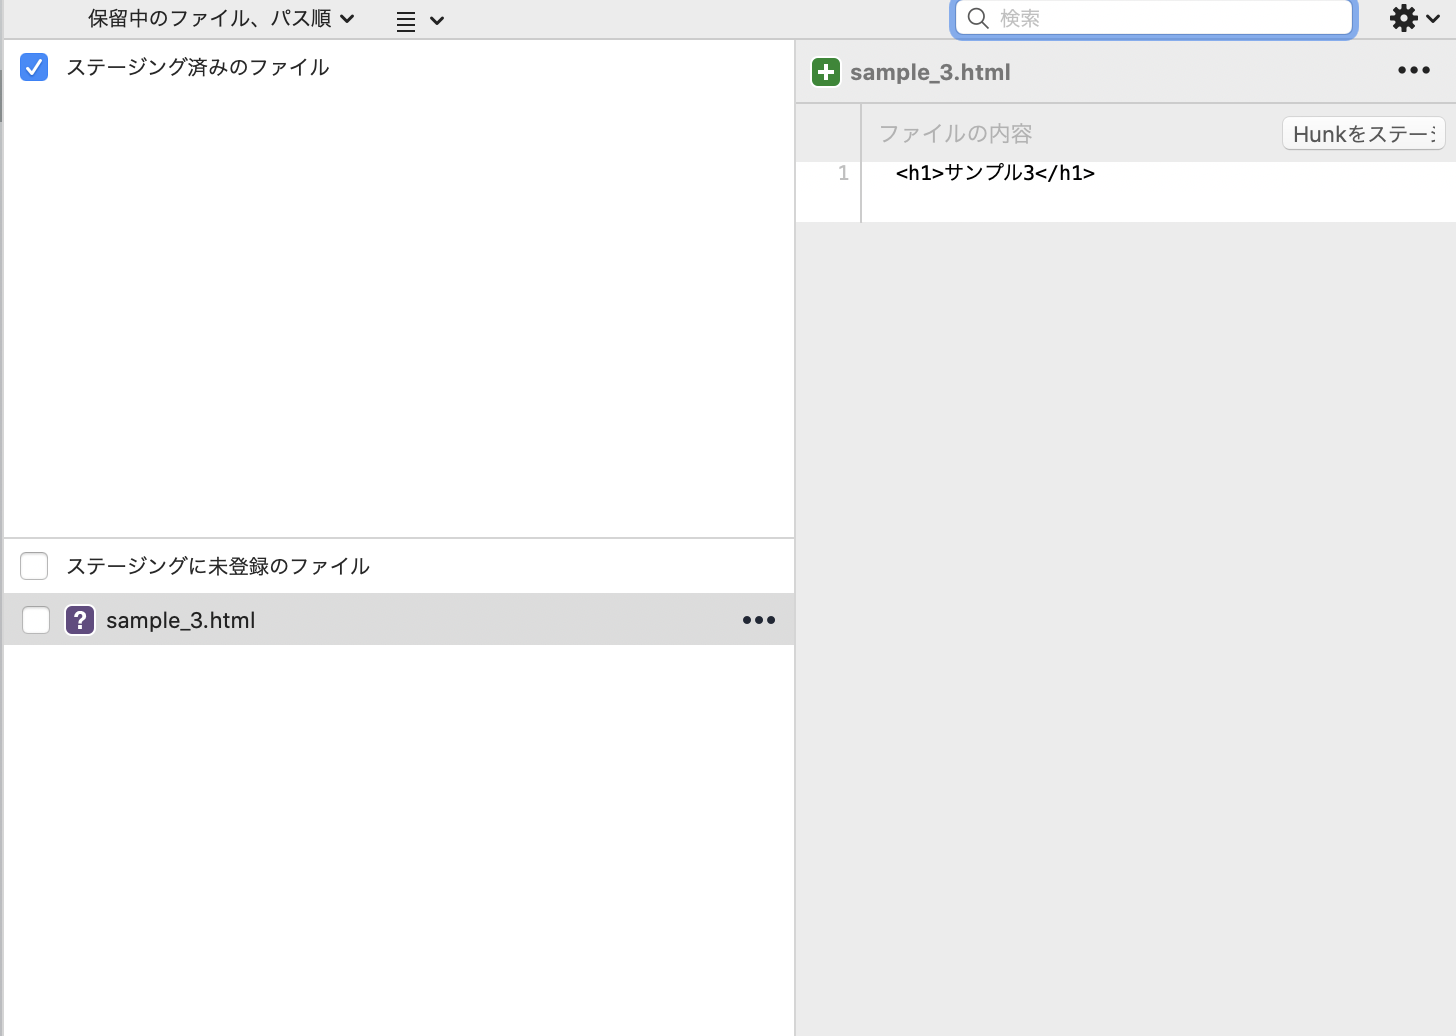 保留中のファイル、パス順
検索
ステージング済みのファイル
sample_3.html
ファイルの内容
Hunkをステー
1 <h1>サンプル3</h1>
ステージングに未登録のファイル
? sample_3.html